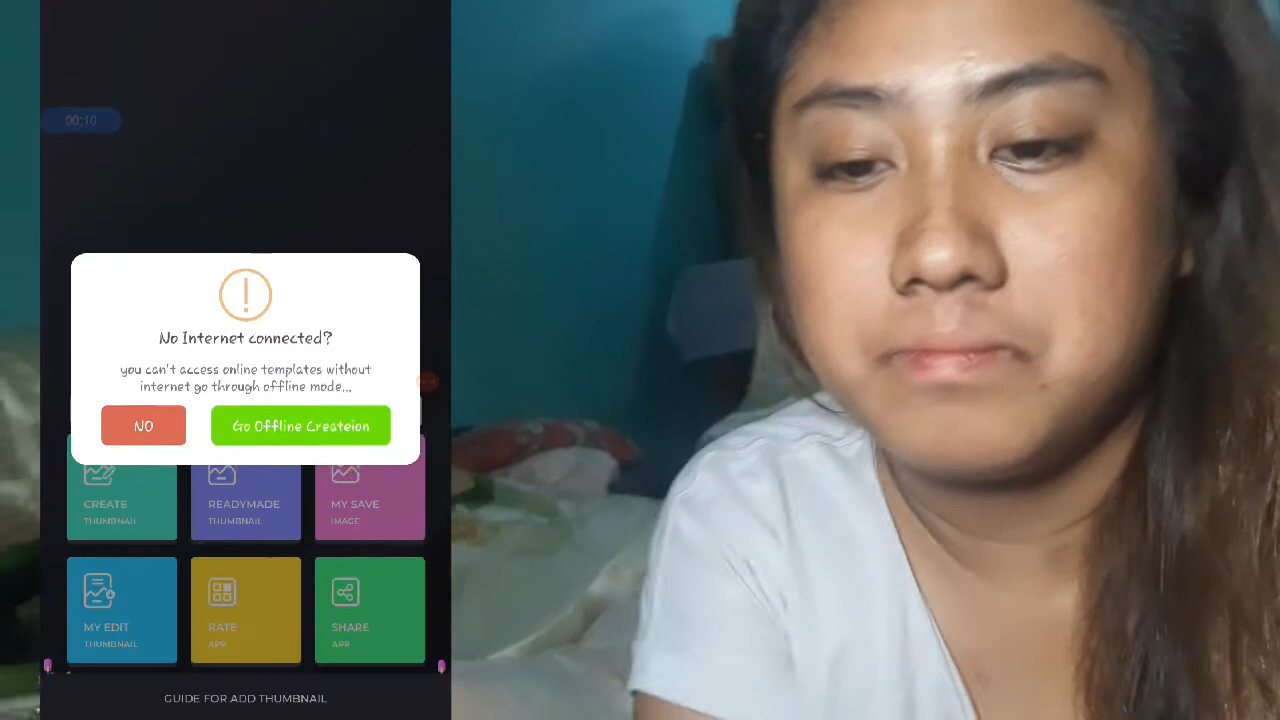 00:10
No Internet connected?
you can't access online templates without
internet go through offline mode...
NO
Go Offline Createion
CREATE
THUMBNAIL
READYMADE
THUMBNAIL
MY SAVE
IMAGE
MY EDIT
THUMBNAIL
RATE
APP
SHARE
APP
GUIDE FOR ADD THUMBNAIL